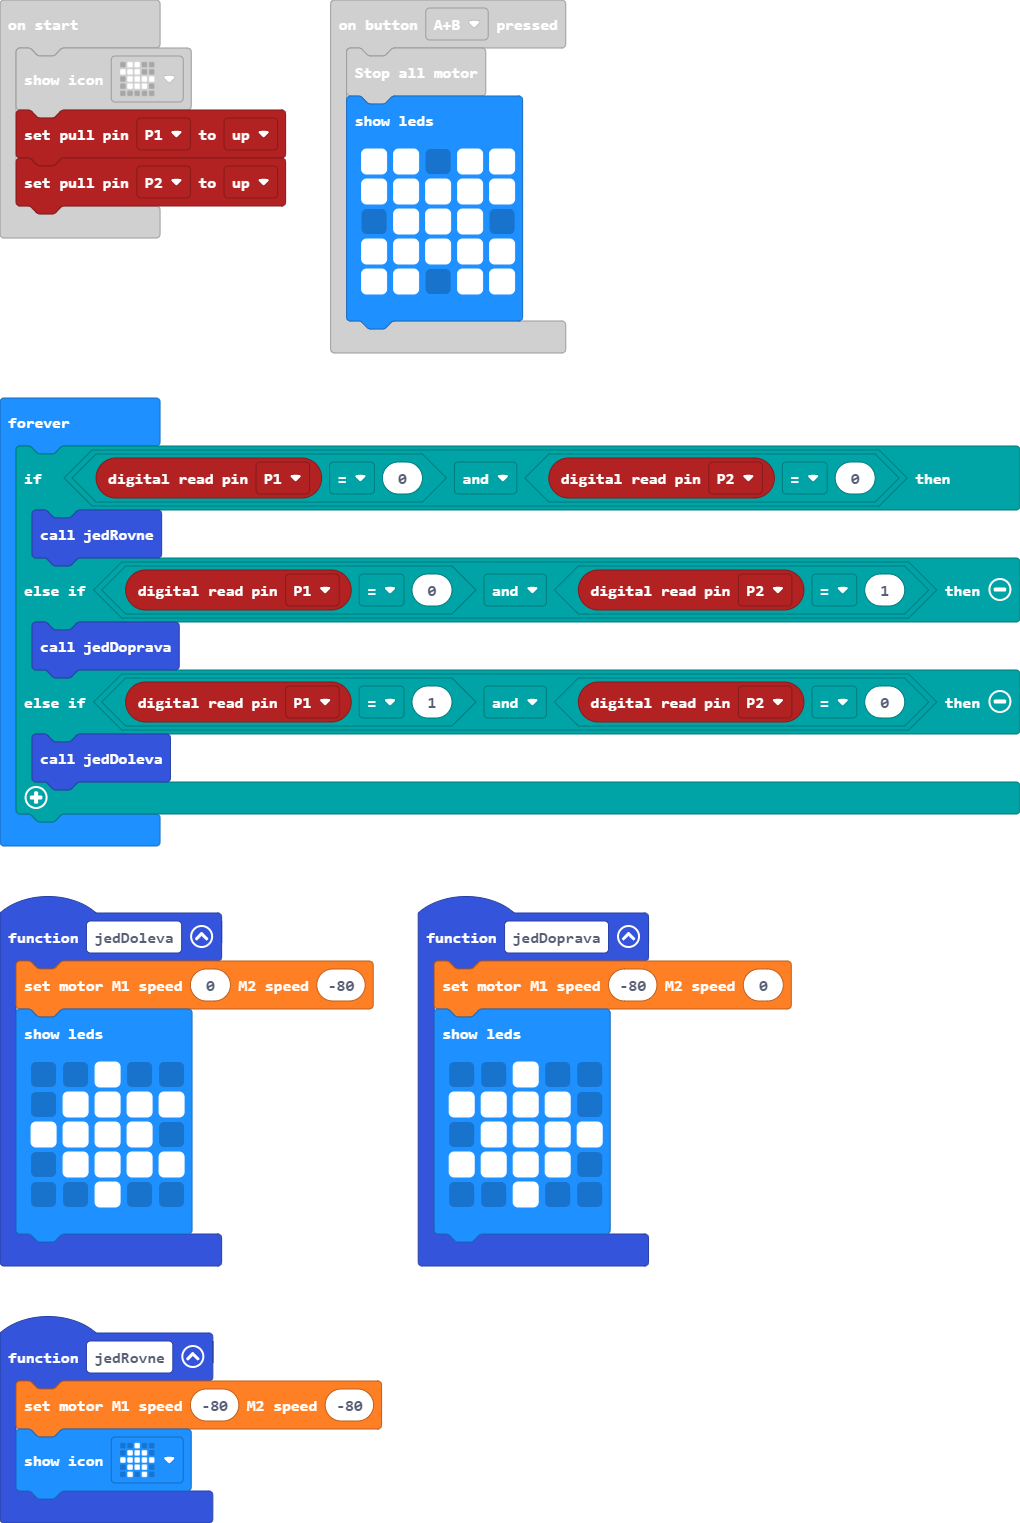 on start
show icon
set pull pin P1 to up
set pull pin P2 to up
on button A+B pressed
Stop all motor
show leds
forever
if digital read pin P1 = 0 and digital read pin P2 = 0 then
call jedRovne
else if digital read pin P1 = 0 and digital read pin P2 = 1 then
call jedDoprava
else if digital read pin P1 = 1 and digital read pin P2 = 0 then
call jedDoleva
function jedDoleva
set motor M1 speed 0 M2 speed -80
show leds
function jedDoprava
set motor M1 speed -80 M2 speed 0
show leds
function jedRovne
set motor M1 speed -80 M2 speed -80
show icon